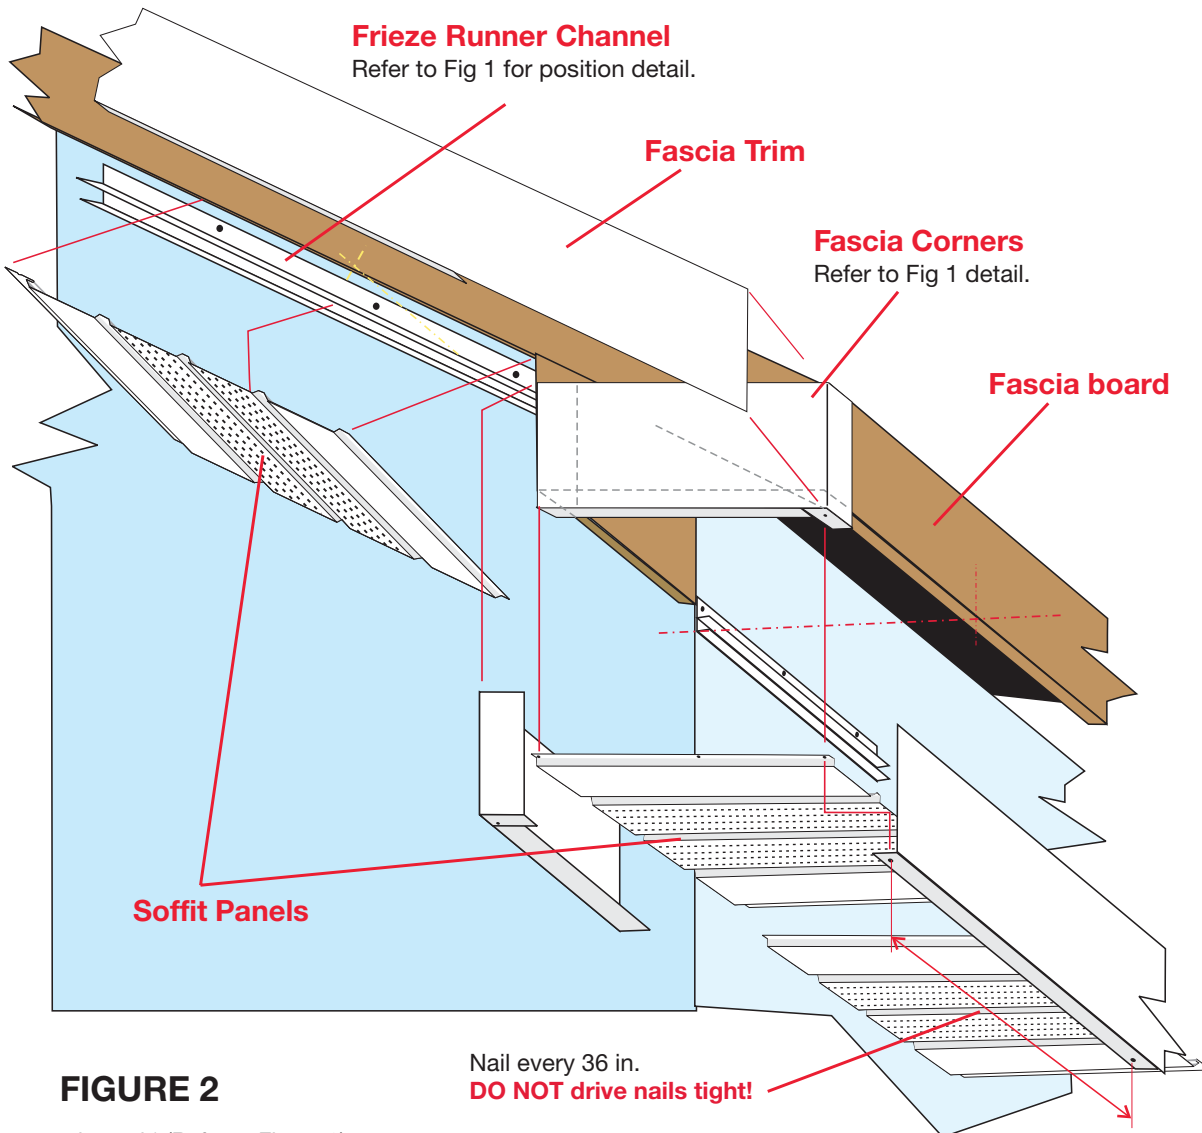 Frieze Runner Channel
Refer to Fig 1 for position detail.
Fascia Trim
Fascia Corners
Refer to Fig 1 detail.
Fascia board
Soffit Panels
Nail every 36 in.
DO NOT drive nails tight!
FIGURE 2